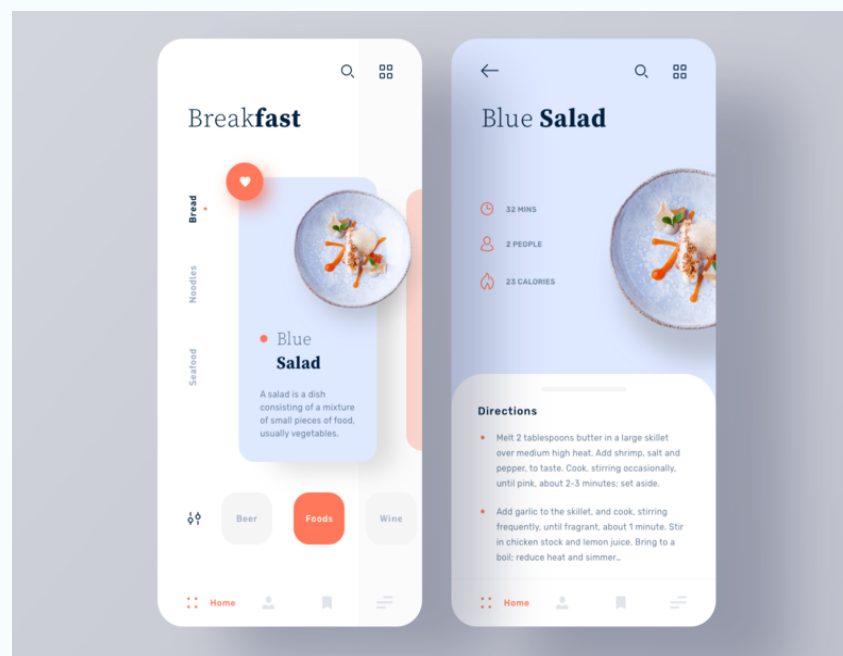 Breakfast
Bread
Noodles
Seafood
Blue
Salad
A salad is a dish
consisting of a mixture
of small pieces of food,
usually vegetables.
Beer
Foods
Wine
Home
Blue Salad
32 MINS
2 PEOPLE
23 CALORIES
Directions
Melt 2 tablespoons butter in a large skillet
over medium high heat. Add shrimp, salt and
pepper, to taste. Cook, stirring occasionally,
until pink, about 2-3 minutes; set aside.
Add garlic to the skillet, and cook, stirring
frequently, until fragrant, about 1 minute. Stir
in chicken stock and lemon juice. Bring to a
boil; reduce heat and simmer...
Home